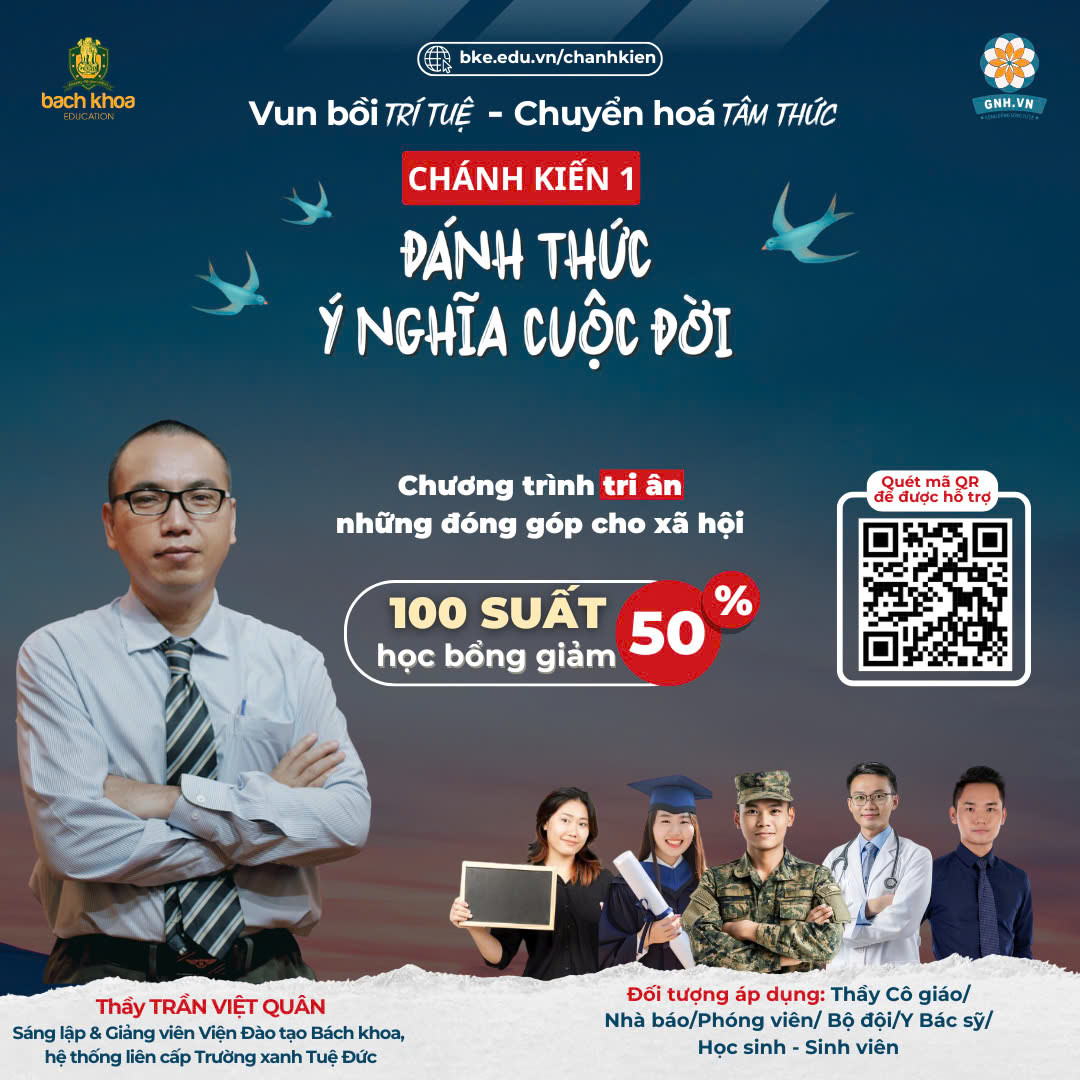 bke.edu.vn/chanhkien
bach khoa
EDUCATION
GNH.VN
Vun bồi TRÍ TUỆ - Chuyển hoá TÂM THỨC
CHÁNH KIẾN 1
ĐÁNH THỨC
Ý NGHĨA CUỘC ĐỜI
Chương trình tri ân
những đóng góp cho xã hội
100 SUẤT
học bổng giảm 50%
Quét mã QR
để được hỗ trợ
Thầy TRẦN VIỆT QUÂN
Sáng lập & Giảng viên Viện Đào tạo Bách khoa,
hệ thống liên cấp Trường xanh Tuệ Đức
Đối tượng áp dụng: Thầy Cô giáo/
Nhà báo/Phóng viên/ Bộ đội/Y Bác sỹ/
Học sinh - Sinh viên